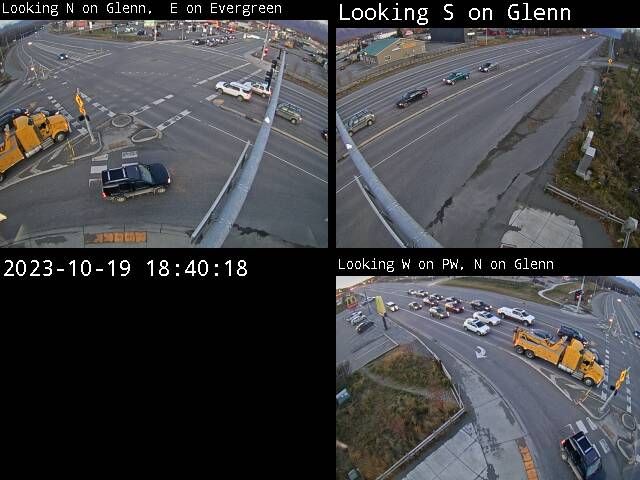 Looking N on Glenn,  E on Evergreen
Looking S on Glenn
2023-10-19 18:40:18
Looking W on PW, N on Glenn